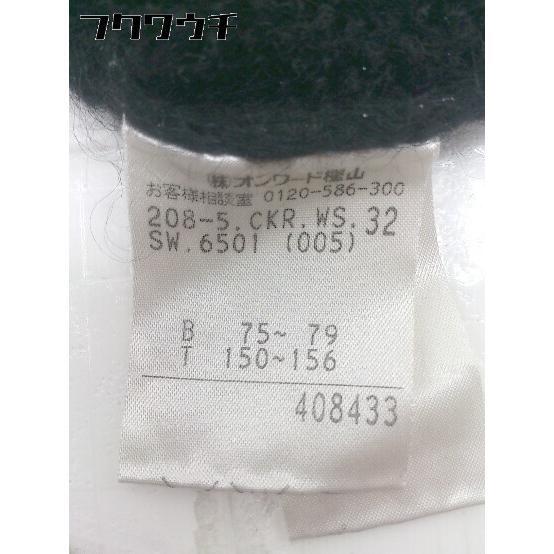 フクワウチ
(株)オンワード樫山
お客様相談室 0120-586-300
208-5.CKR.WS.32
SW.6501 (005)
B 75~ 79
T 150~156
408433